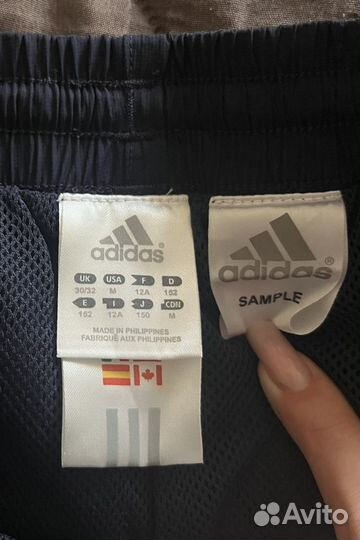 adidas
UK USA F D
30/32 M 12A 152
E I J CDN
152 12A 150 M
MADE IN PHILIPPINES
FABRIQUÉ AUX PHILIPPINES
adidas ®
SAMPLE
Avito